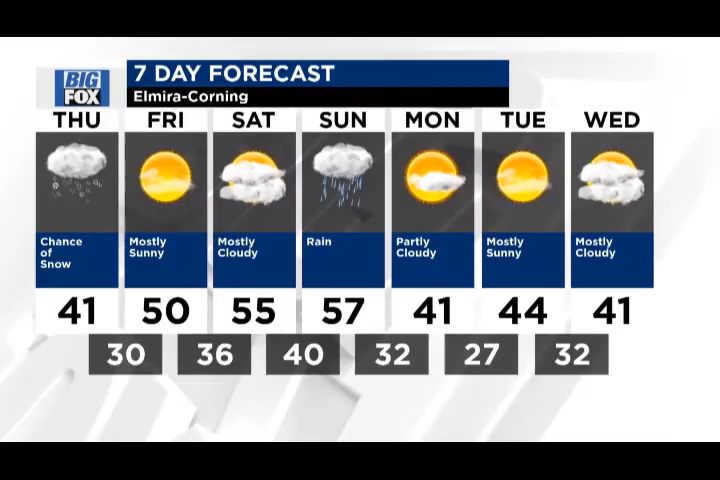 BIG
FOX
7 DAY FORECAST
Elmira-Corning
THU FRI SAT SUN MON TUE WED
Chance
of
Snow
Mostly
Sunny
Mostly
Cloudy
Rain
Partly
Cloudy
Mostly
Sunny
Mostly
Cloudy
41 50 55 57 41 44 41
30 36 40 32 27 32